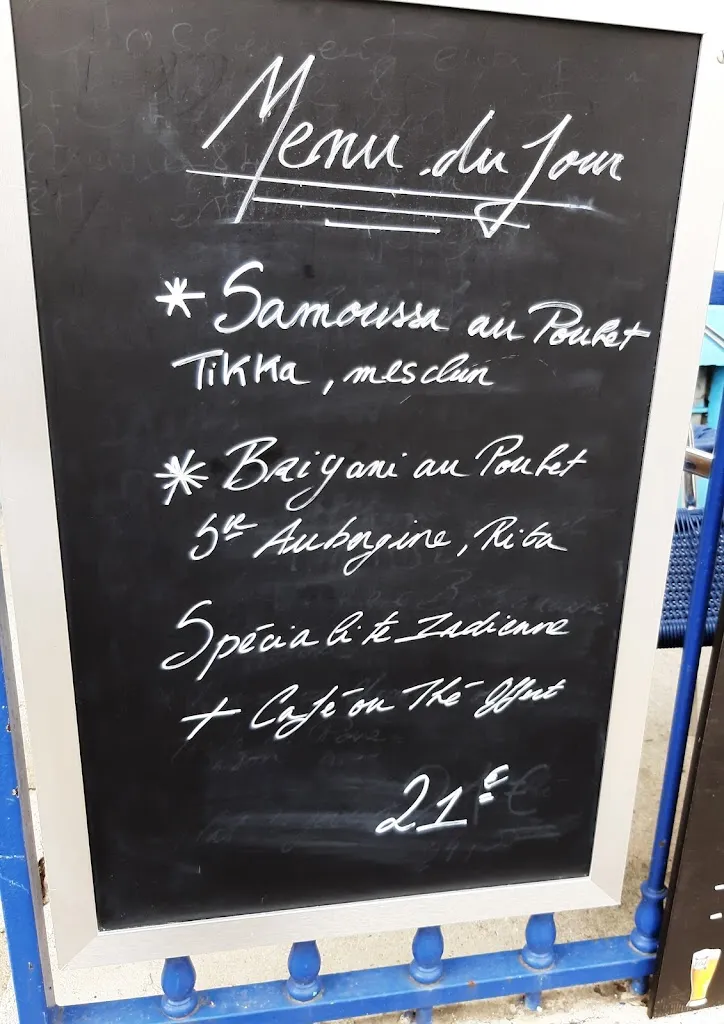 Menu du Jour
* Samoussa au Poulet
Tikka, mesclun
* Briyani au Poulet
Sce Aubergine, Rita
Spécialité Indienne
+ Café ou Thé offert
21€